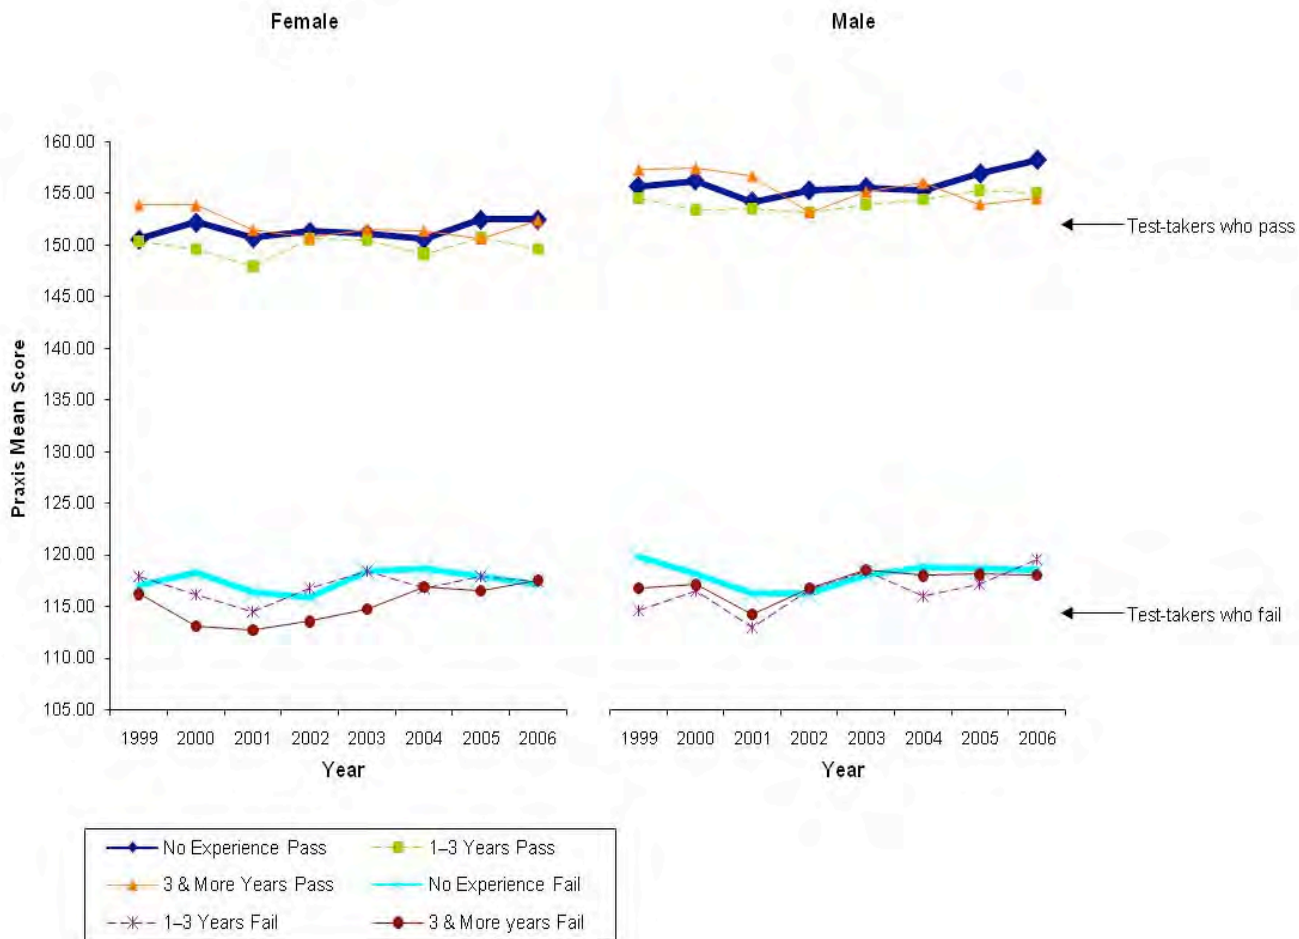 Female
Male
160.00
155.00
150.00
145.00
140.00
135.00
130.00
125.00
120.00
115.00
110.00
105.00
Praxis Mean Score
Test-takers who pass
Test-takers who fail
1999 2000 2001 2002 2003 2004 2005 2006
Year
1999 2000 2001 2002 2003 2004 2005 2006
Year
No Experience Pass
1–3 Years Pass
3 & More Years Pass
No Experience Fail
1–3 Years Fail
3 & More years Fail